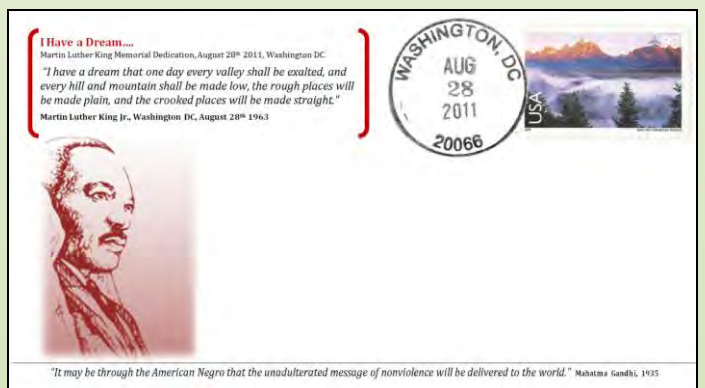 I Have a Dream....
Martin Luther King Memorial Dedication, August 28th 2011, Washington DC
"I have a dream that one day every valley shall be exalted, and
every hill and mountain shall be made low, the rough places will
be made plain, and the crooked places will be made straight."
Martin Luther King Jr., Washington DC, August 28th 1963
WASHINGTON, DC
AUG
28
2011
20066
USA
"It may be through the American Negro that the unadulterated message of nonviolence will be delivered to the world." Mahatma Gandhi, 1935